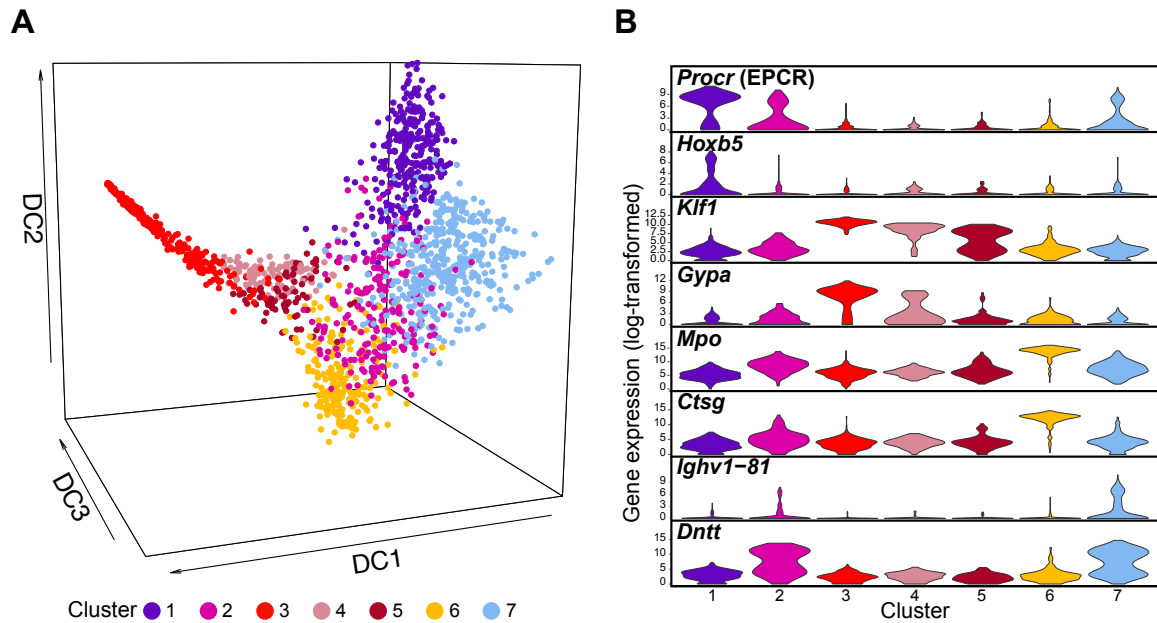 A
DC2
DC3
DC1
Cluster 1 2 3 4 5 6 7
B
Gene expression (log-transformed)
Procr (EPCR)
9
6
3
0
Hoxb5
8
6
4
2
0
Klf1
12.5
10.0
7.5
5.0
2.5
0.0
Gypa
12
9
6
3
0
Mpo
15
10
5
0
Ctsg
15
10
5
0
Ighv1−81
9
6
3
0
Dntt
15
10
5
0
1 2 3 4 5 6 7
Cluster